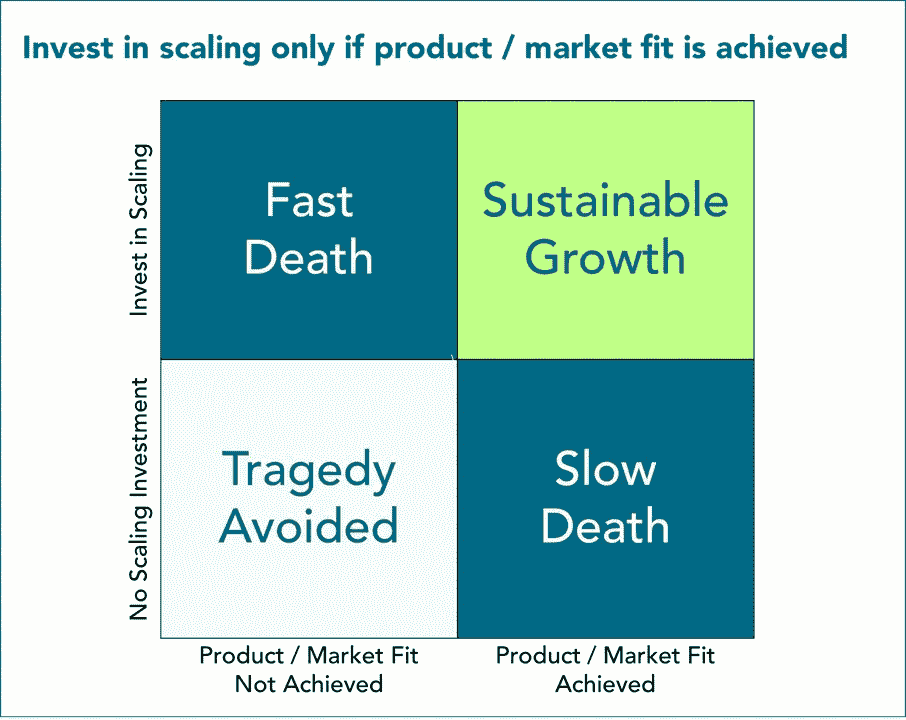 Invest in scaling only if product / market fit is achieved
Invest in Scaling
Fast
Death
Sustainable
Growth
No Scaling Investment
Tragedy
Avoided
Slow
Death
Product / Market Fit
Not Achieved
Product / Market Fit
Achieved